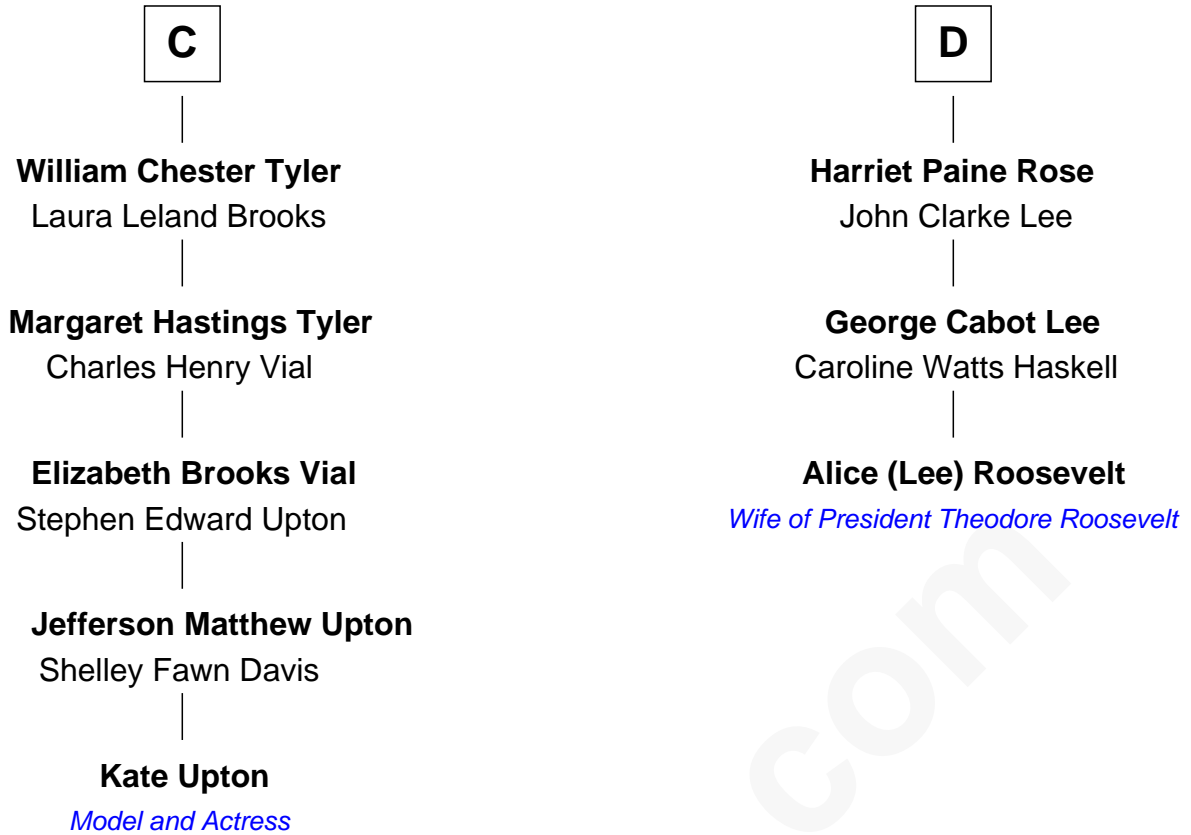 C
William Chester Tyler
Laura Leland Brooks
Margaret Hastings Tyler
Charles Henry Vial
Elizabeth Brooks Vial
Stephen Edward Upton
Jefferson Matthew Upton
Shelley Fawn Davis
Kate Upton
Model and Actress
D
Harriet Paine Rose
John Clarke Lee
George Cabot Lee
Caroline Watts Haskell
Alice (Lee) Roosevelt
Wife of President Theodore Roosevelt
com